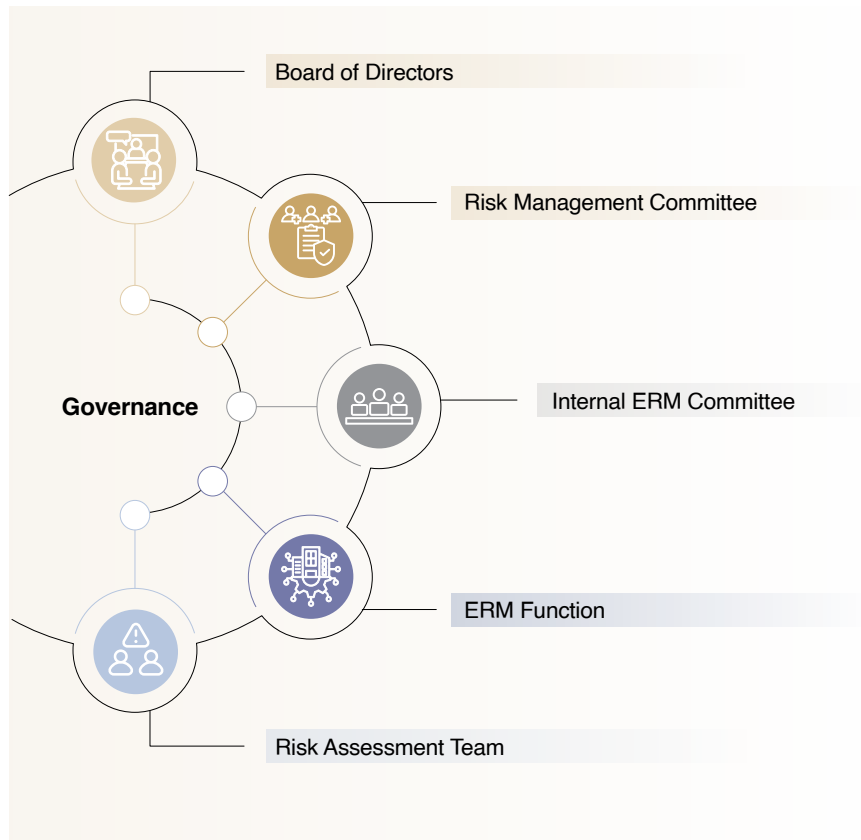 Board of Directors
Risk Management Committee
Governance
Internal ERM Committee
ERM Function
Risk Assessment Team